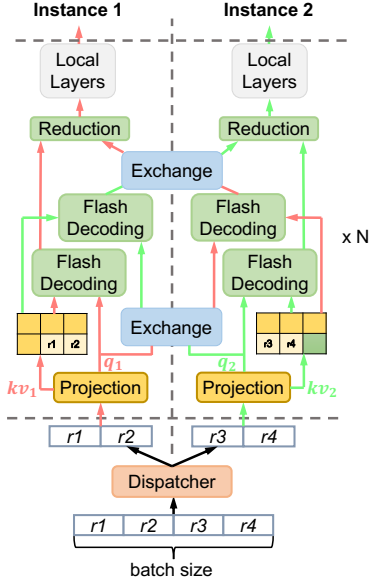 Instance 1
Instance 2
Local
Layers
Local
Layers
Reduction
Reduction
Exchange
Flash
Decoding
Flash
Decoding
x N
Flash
Decoding
Flash
Decoding
Exchange
r1 r2
r3 r4
q1
q2
kv1
Projection
Projection
kv2
r1 r2
r3 r4
Dispatcher
r1 r2 r3 r4
batch size